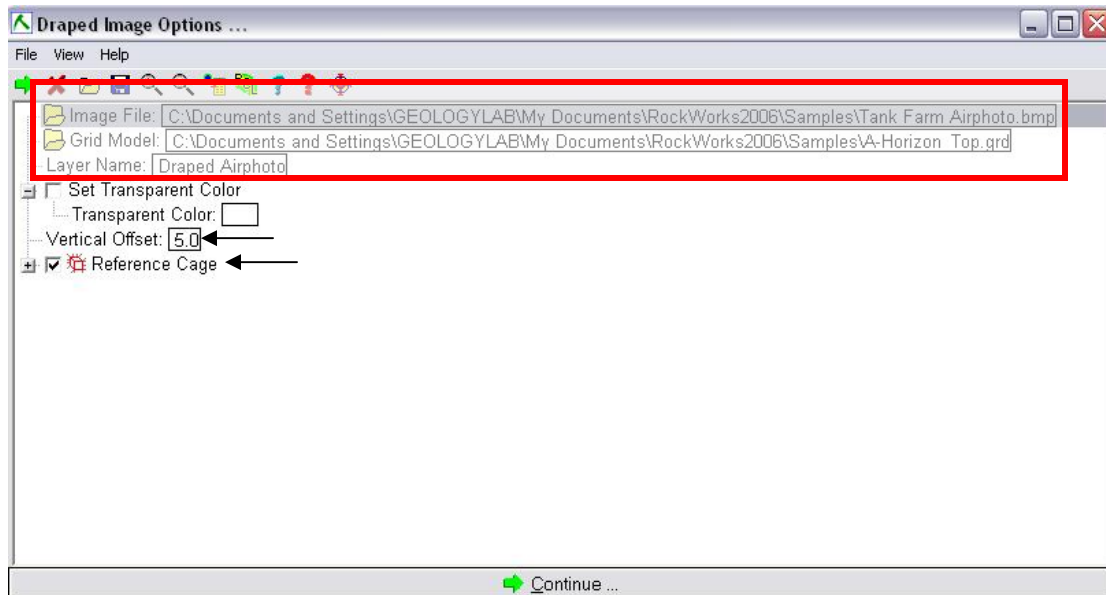 Draped Image Options ...
File View Help
Image File: C:\Documents and Settings\GEOLOGYLAB\My Documents\RockWorks2006\Samples\Tank Farm Airphoto.bmp
Grid Model: C:\Documents and Settings\GEOLOGYLAB\My Documents\RockWorks2006\Samples\A-Horizon_Top.grd
Layer Name: Draped Airphoto
Set Transparent Color
Transparent Color:
Vertical Offset: 5.0
Reference Cage
Continue ...